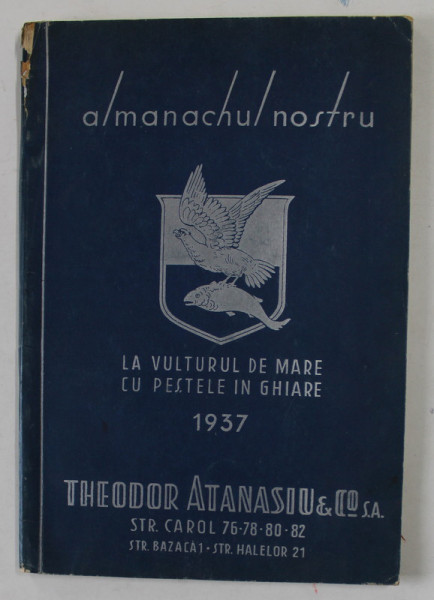 almanachul nostru
LA VULTURUL DE MARE
CU PEȘTELE IN GHIARE
1937
THEODOR ATANASIU & CO S.A.
STR. CAROL 76-78-80-82
STR. BAZACA 1 • STR. HALELOR 21